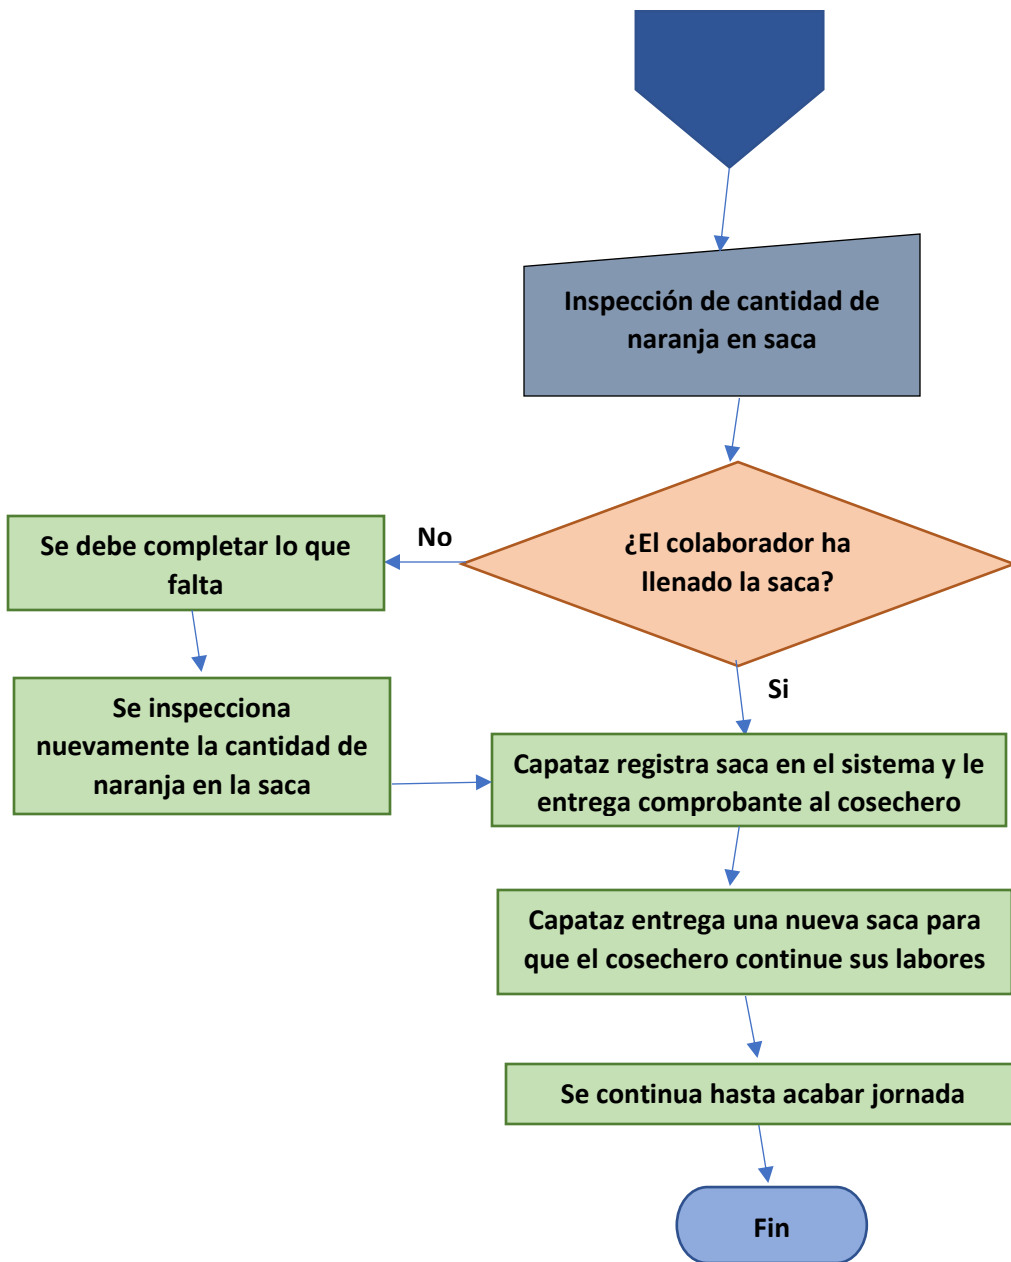 Inspección de cantidad de
naranja en saca
¿El colaborador ha
llenado la saca?
No
Se debe completar lo que
falta
Se inspecciona
nuevamente la cantidad de
naranja en la saca
Si
Capataz registra saca en el sistema y le
entrega comprobante al cosechero
Capataz entrega una nueva saca para
que el cosechero continue sus labores
Se continua hasta acabar jornada
Fin